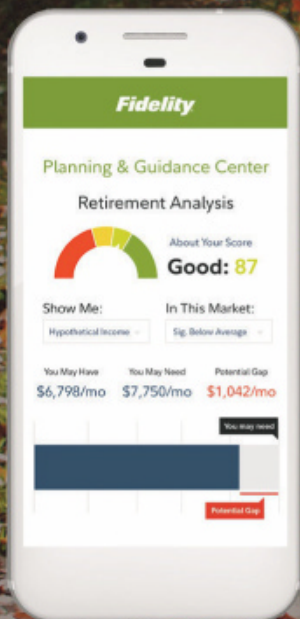 Fidelity
Planning & Guidance Center
Retirement Analysis
About Your Score
Good: 87
Show Me: In This Market:
Hypothetical Income Sig. Below Average
You May Have You May Need Potential Gap
$6,798/mo $7,750/mo $1,042/mo
You may need
Potential Gap